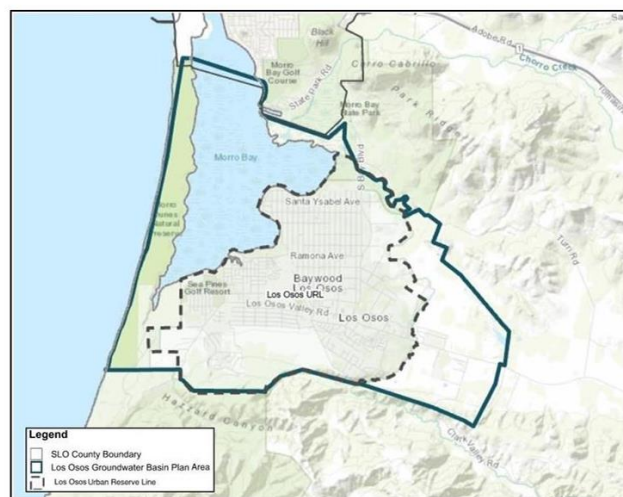 Black
Hill
Morro
Bay Golf
Course
State Park Rd
Cerro Cabrillo
Adobe Rd
Chorro Creek
Morro Bay
State Park
Park Ridge
Morro Bay
S Bay Blvd
Santa Ysabel Ave
Morro
Dunes
Natural
Preserve
Turri Rd
Ramona Ave
Sea Pines
Golf Resort
Baywood
Los Osos
Los Osos URL
Los Osos Valley Rd
Los Osos
Hazard Canyon
Clark Valley Rd
Legend
SLO County Boundary
Los Osos Groundwater Basin Plan Area
Los Osos Urban Reserve Line